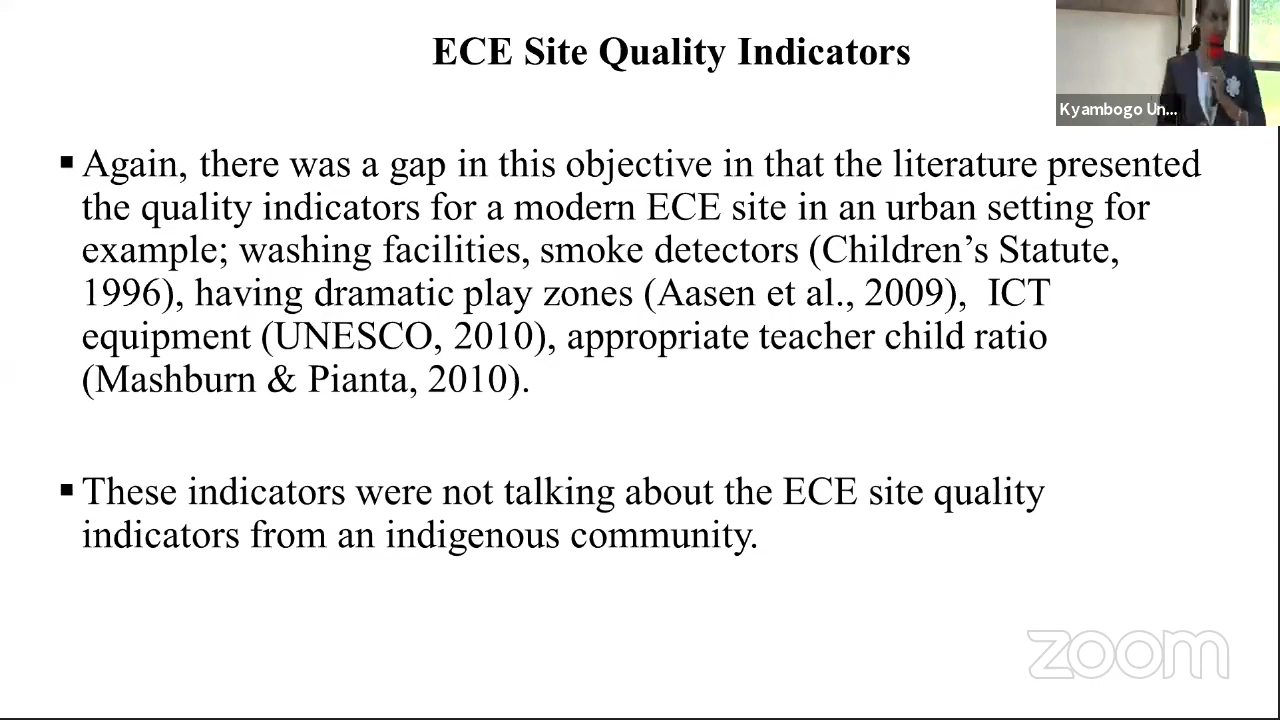 ECE Site Quality Indicators
Kyambogo Un...
▪ Again, there was a gap in this objective in that the literature presented
the quality indicators for a modern ECE site in an urban setting for
example; washing facilities, smoke detectors (Children’s Statute,
1996), having dramatic play zones (Aasen et al., 2009),  ICT
equipment (UNESCO, 2010), appropriate teacher child ratio
(Mashburn & Pianta, 2010).
▪ These indicators were not talking about the ECE site quality
indicators from an indigenous community.
zoom